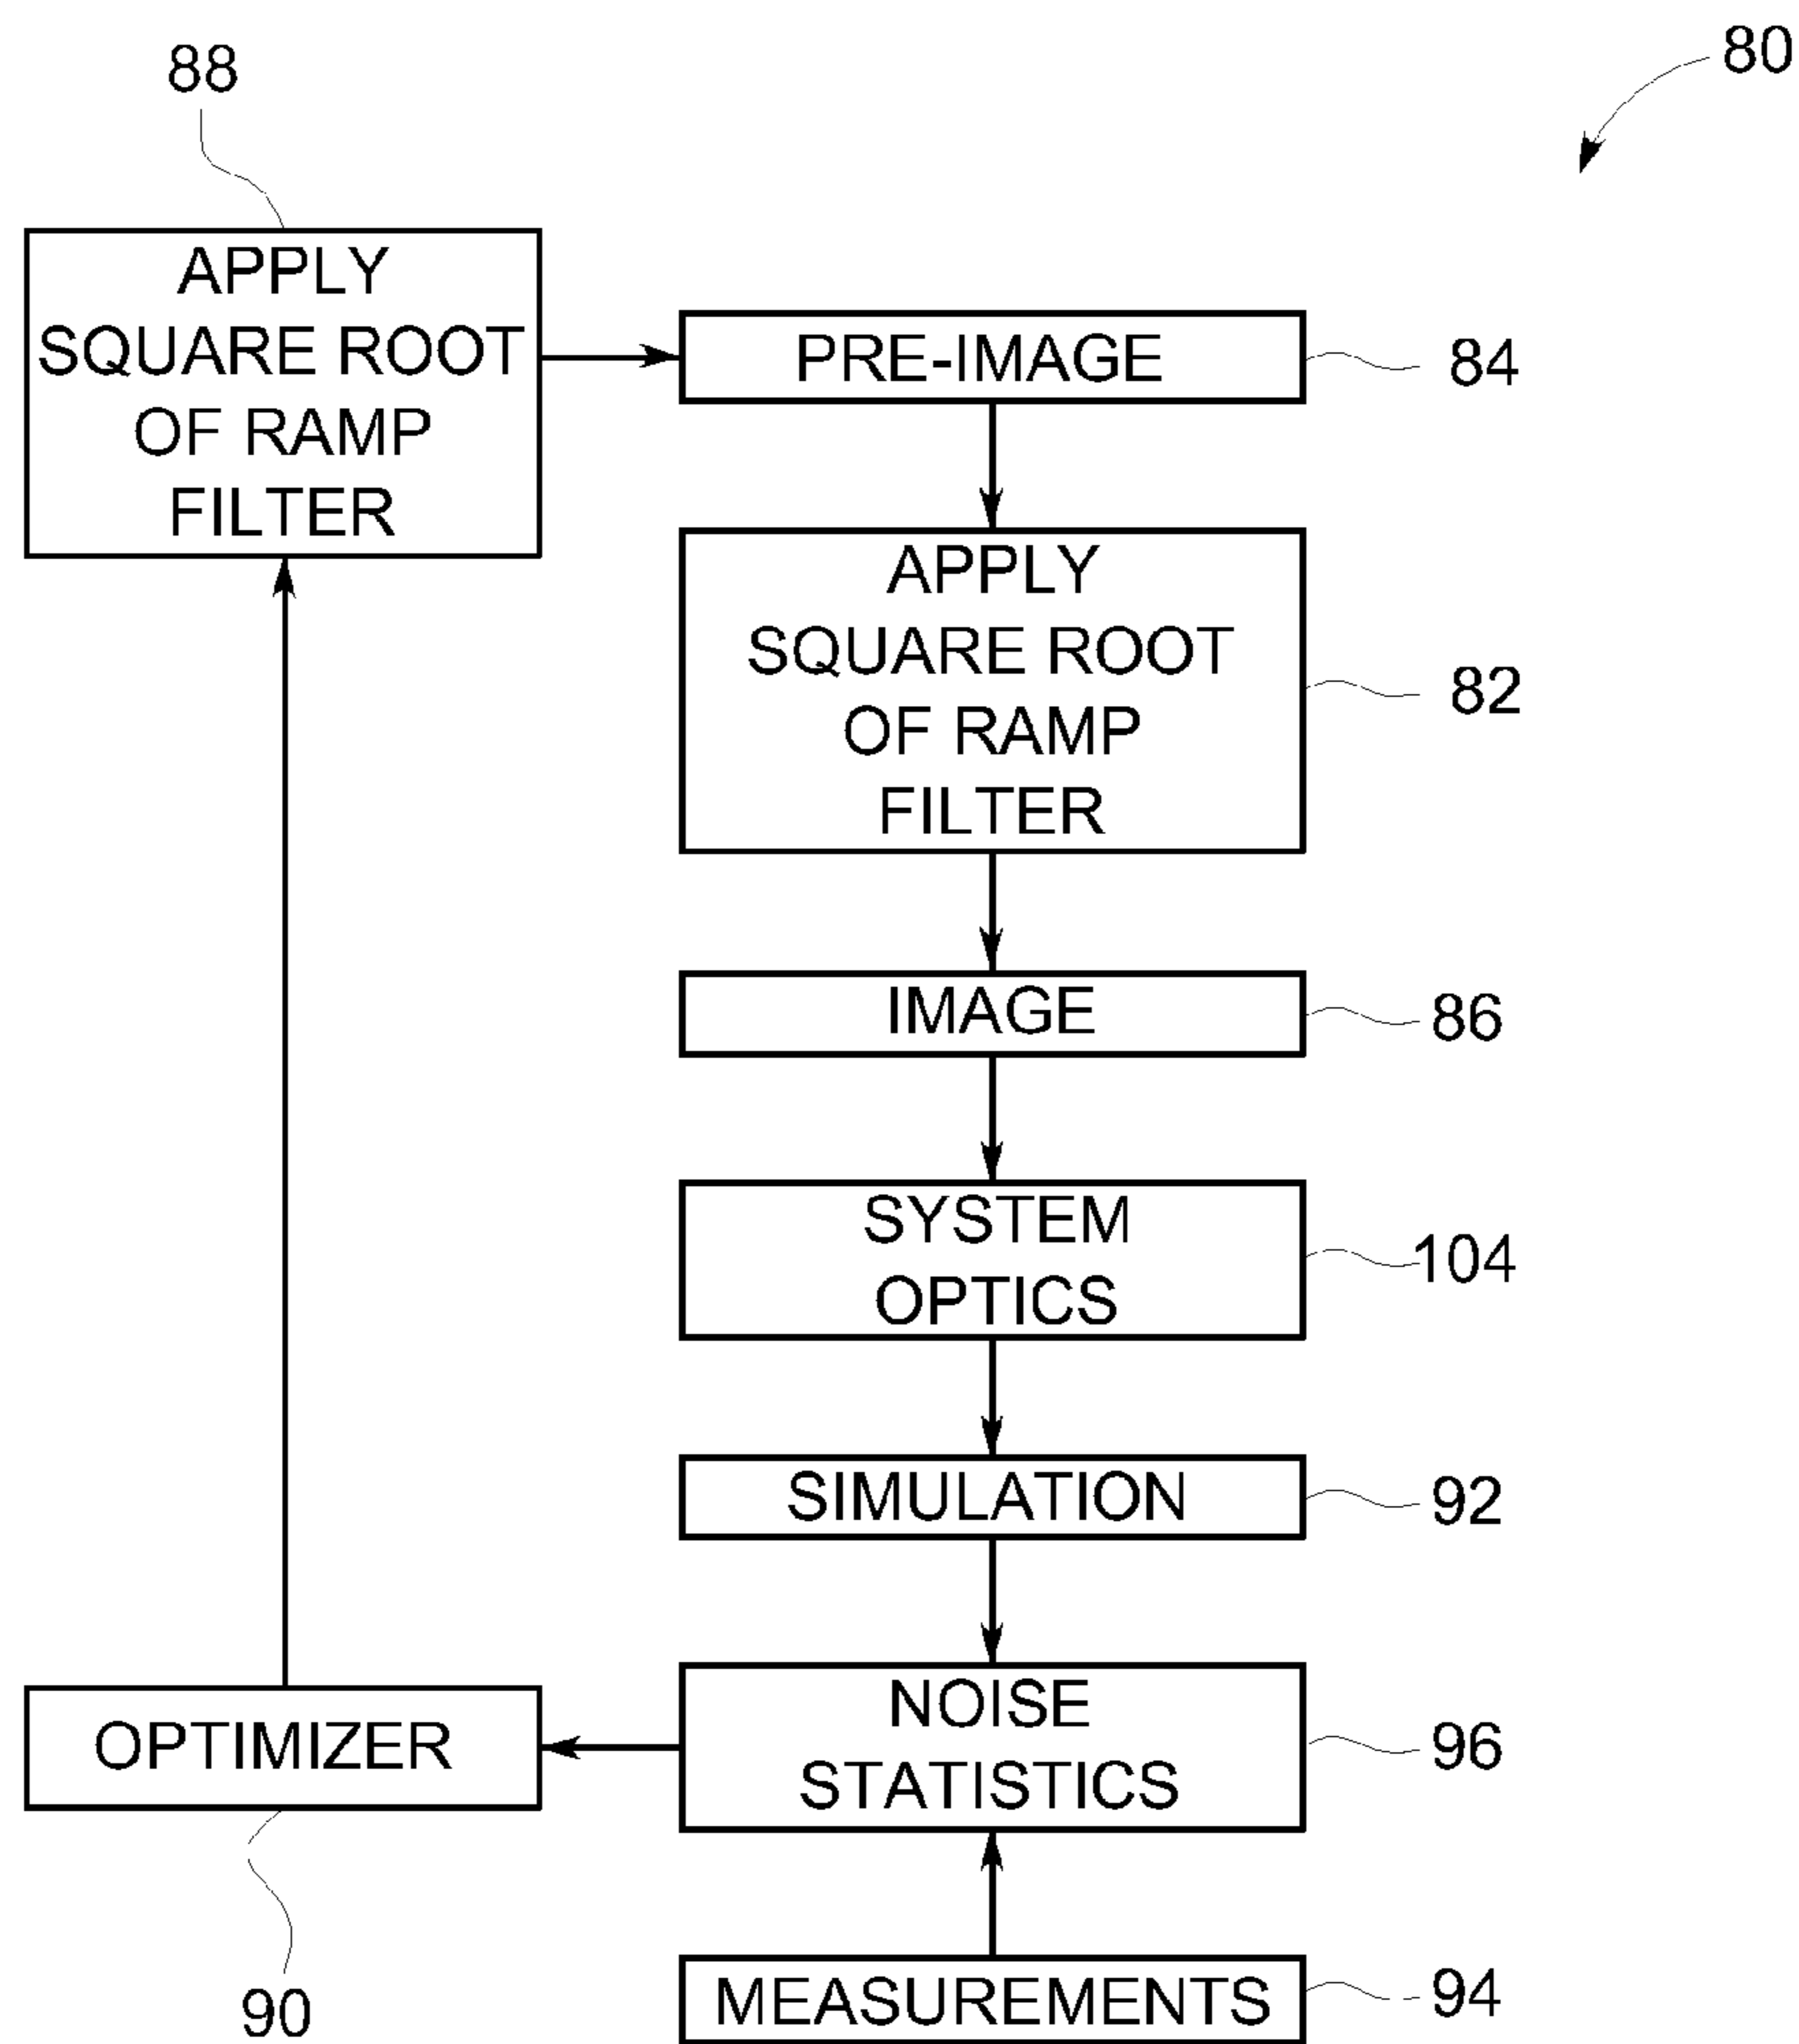 80
88
APPLY
SQUARE ROOT
OF RAMP
FILTER
PRE-IMAGE
84
APPLY
SQUARE ROOT
OF RAMP
FILTER
82
IMAGE
86
SYSTEM
OPTICS
104
SIMULATION
92
NOISE
STATISTICS
96
OPTIMIZER
90
MEASUREMENTS
94